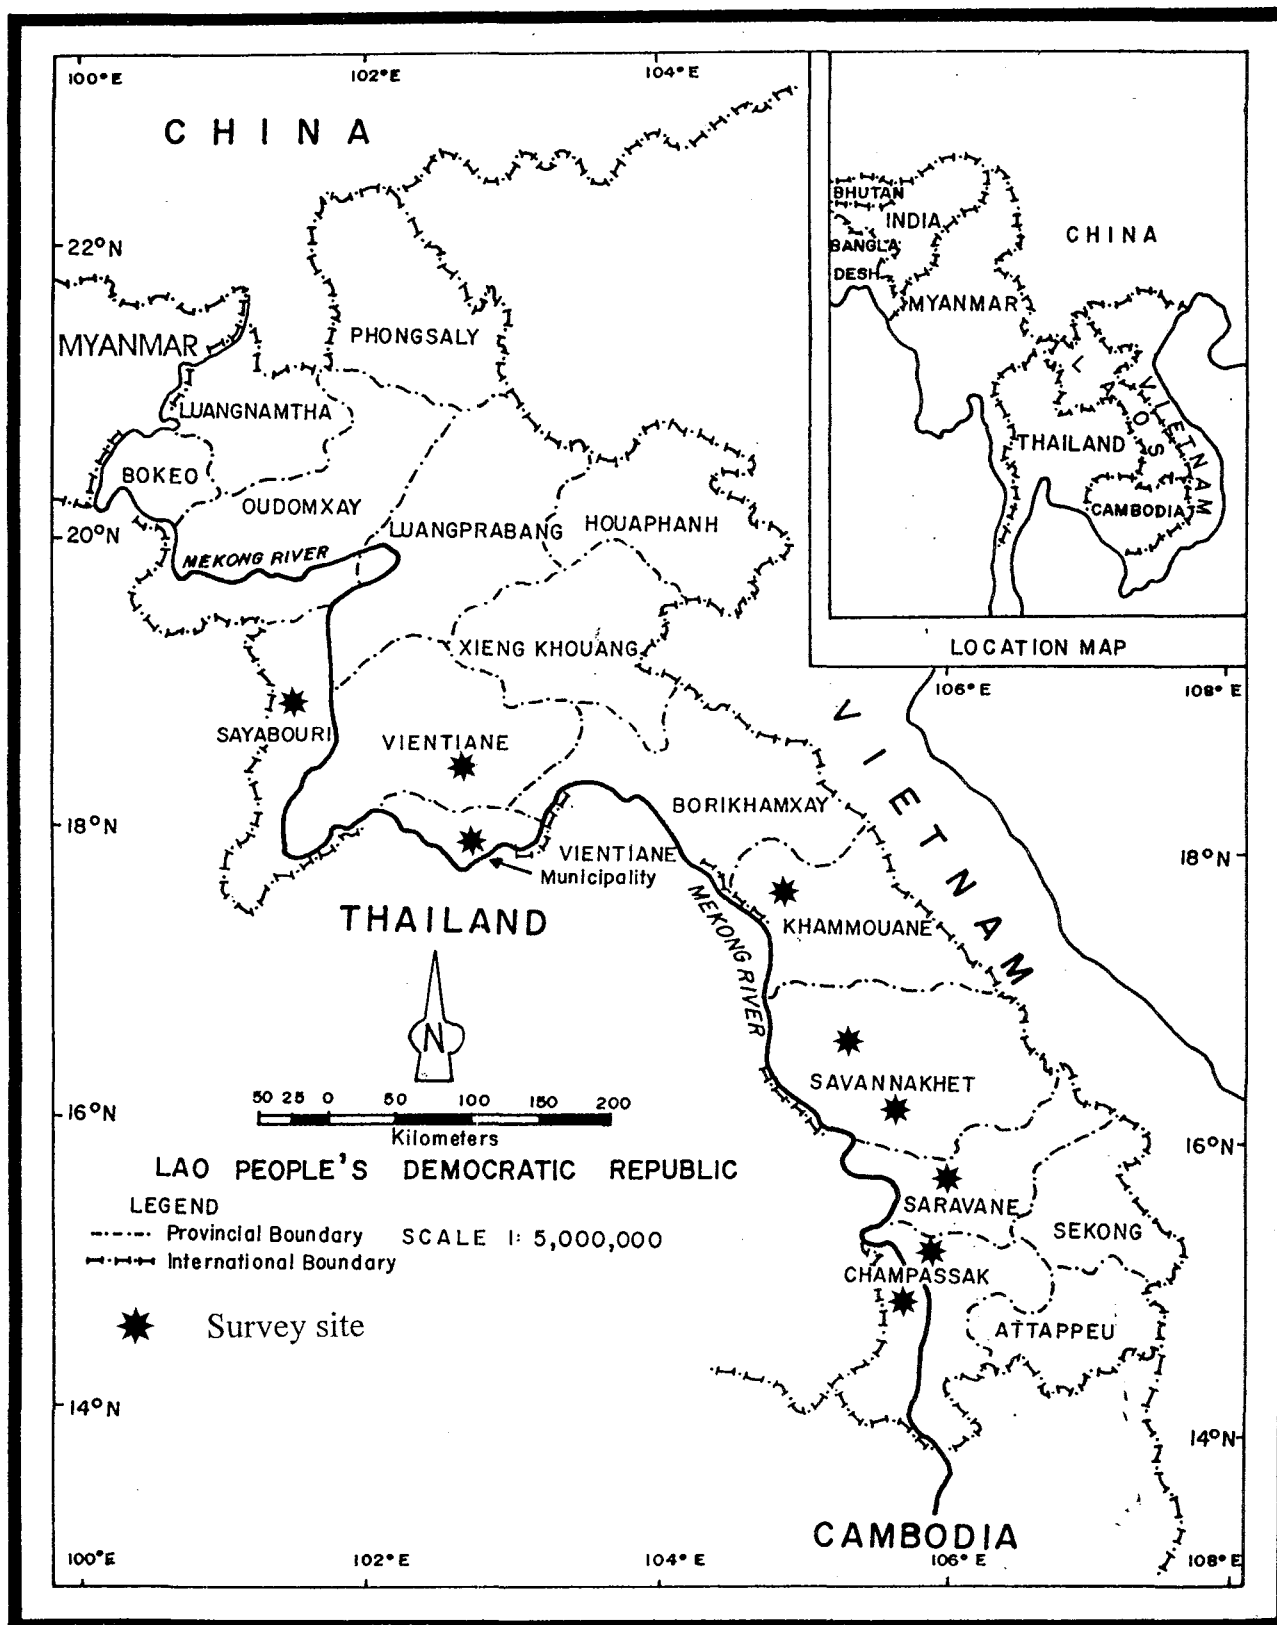 100°E 102°E 104°E
CHINA
22°N
MYANMAR
PHONGSALY
LUANGNAMTHA
BOKEO
OUDOMXAY
LUANGPRABANG
HOUAPHANH
20°N
MEKONG RIVER
XIENG KHOUANG
SAYABOURI
VIENTIANE
BORIKHAMXAY
18°N
VIENTIANE
Municipality
THAILAND
KHAMMOUANE
MEKONG RIVER
VIETNAM
N
SAVANNAKHET
50 25 0 50 100 150 200
Kilometers
16°N
LAO PEOPLE'S DEMOCRATIC REPUBLIC
LEGEND
Provincial Boundary
SCALE 1: 5,000,000
International Boundary
Survey site
SARAVANE
SEKONG
CHAMPASSAK
ATTAPPEU
14°N
CAMBODIA
100°E 102°E 104°E 106°E 108°E
BHUTAN
INDIA
BANGLA
DESH
CHINA
MYANMAR
LAOS
VIETNAM
THAILAND
CAMBODIA
LOCATION MAP
106°E 108°E
18°N
16°N
14°N